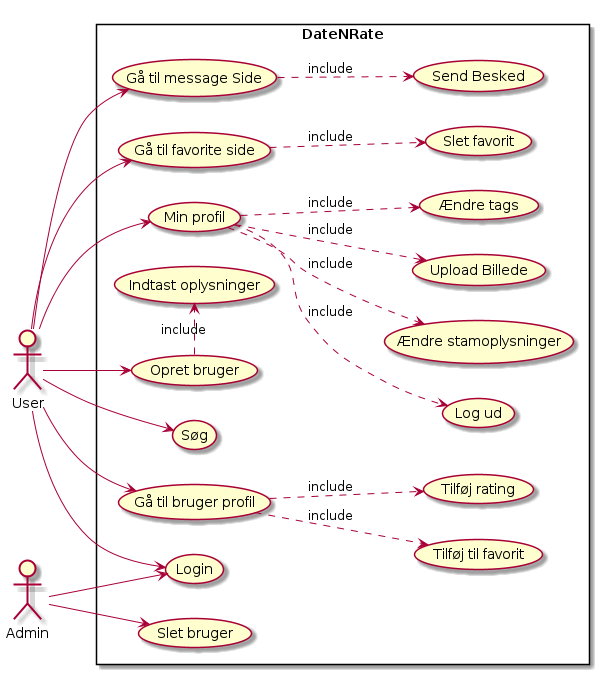 DateNRate
Gå til message Side
include
Send Besked
Gå til favorite side
include
Slet favorit
Min profil
include
Ændre tags
include
Upload Billede
include
Ændre stamoplysninger
include
Log ud
Indtast oplysninger
include
Opret bruger
User
Søg
Gå til bruger profil
include
Tilføj rating
include
Tilføj til favorit
Login
Admin
Slet bruger